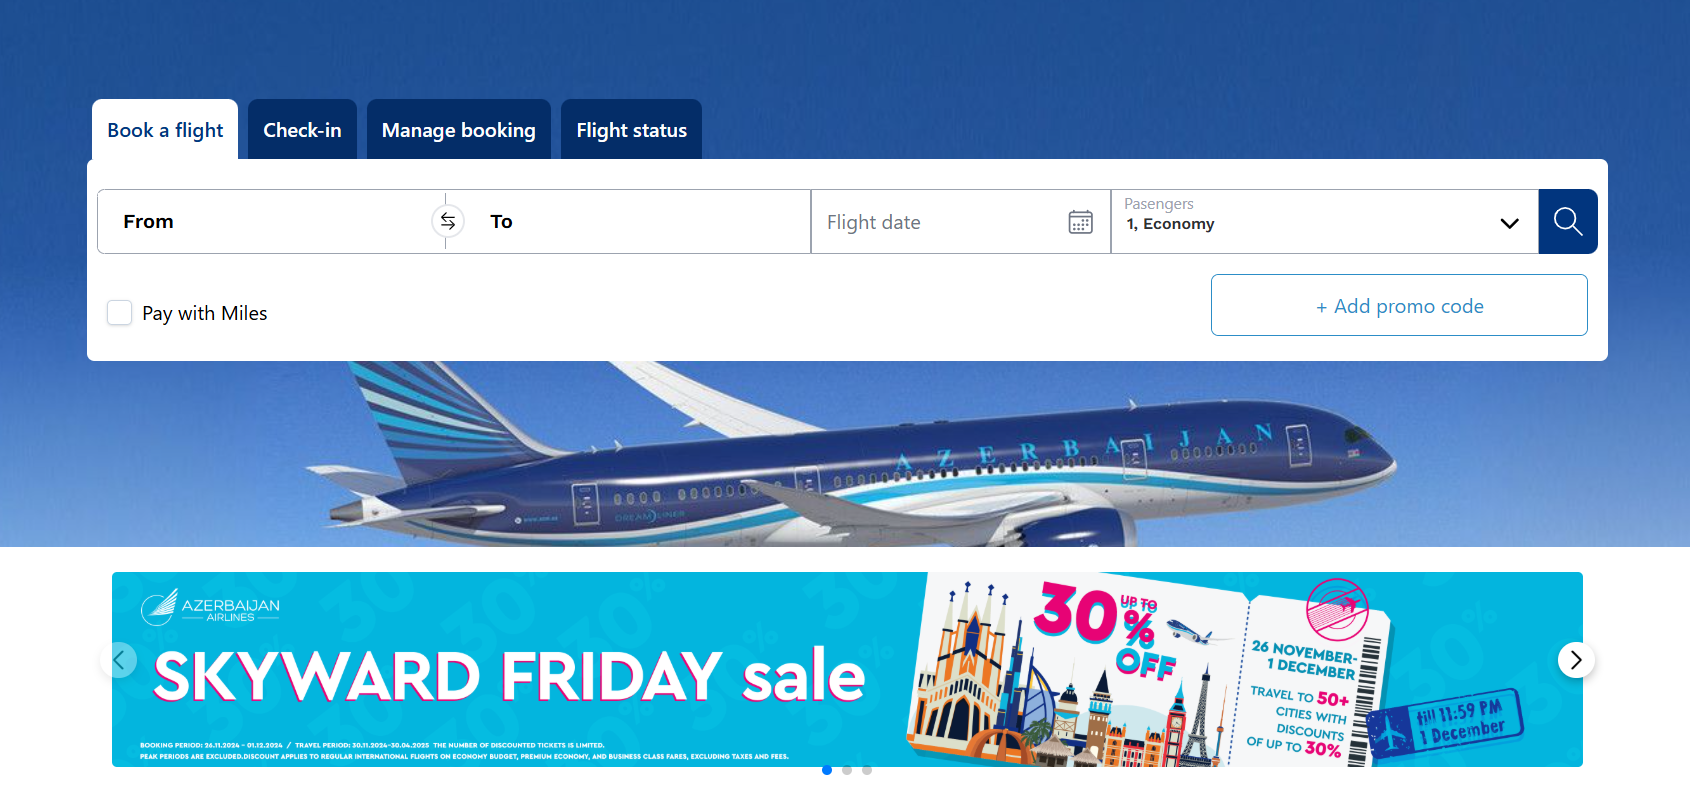 Book a flight
Check-in
Manage booking
Flight status
From
To
Flight date
Pasengers
1, Economy
Pay with Miles
+ Add promo code
AZERBAIJAN
www.azal.az
DREAMLINER
AZERBAIJAN
AIRLINES
SKYWARD FRIDAY sale
BOOKING PERIOD: 26.11.2024 - 01.12.2024 / TRAVEL PERIOD: 30.11.2024-30.04.2025 THE NUMBER OF DISCOUNTED TICKETS IS LIMITED.
PEAK PERIODS ARE EXCLUDED.DISCOUNT APPLIES TO REGULAR INTERNATIONAL FLIGHTS ON ECONOMY BUDGET, PREMIUM ECONOMY, AND BUSINESS CLASS FARES, EXCLUDING TAXES AND FEES.
30%
UP TO
30%
OFF
26 NOVEMBER-
1 DECEMBER
TRAVEL TO 50+
CITIES WITH
DISCOUNTS
OF UP TO 30%
till 11:59 PM
1 December